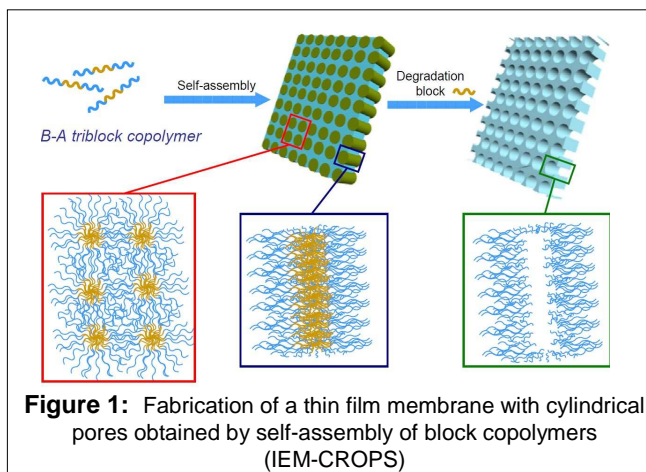 Self-assembly
Degradation
block
B-A triblock copolymer
Figure 1: Fabrication of a thin film membrane with cylindrical
pores obtained by self-assembly of block copolymers
(IEM-CROPS)